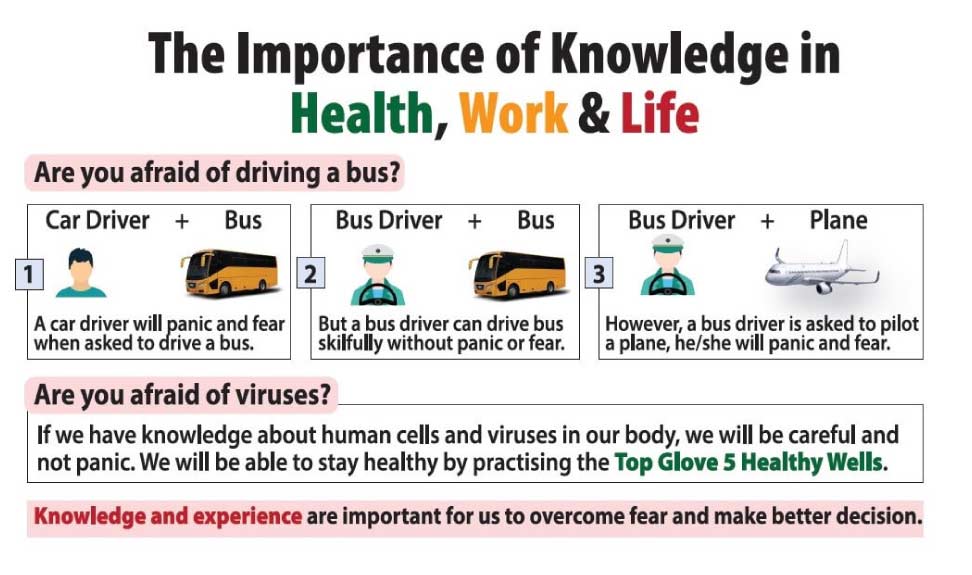 The Importance of Knowledge in
Health, Work & Life
Are you afraid of driving a bus?
Car Driver + Bus
1
A car driver will panic and fear
when asked to drive a bus.
Bus Driver + Bus
2
But a bus driver can drive bus
skilfully without panic or fear.
Bus Driver + Plane
3
However, a bus driver is asked to pilot
a plane, he/she will panic and fear.
Are you afraid of viruses?
If we have knowledge about human cells and viruses in our body, we will be careful and
not panic. We will be able to stay healthy by practising the Top Glove 5 Healthy Wells.
Knowledge and experience are important for us to overcome fear and make better decision.